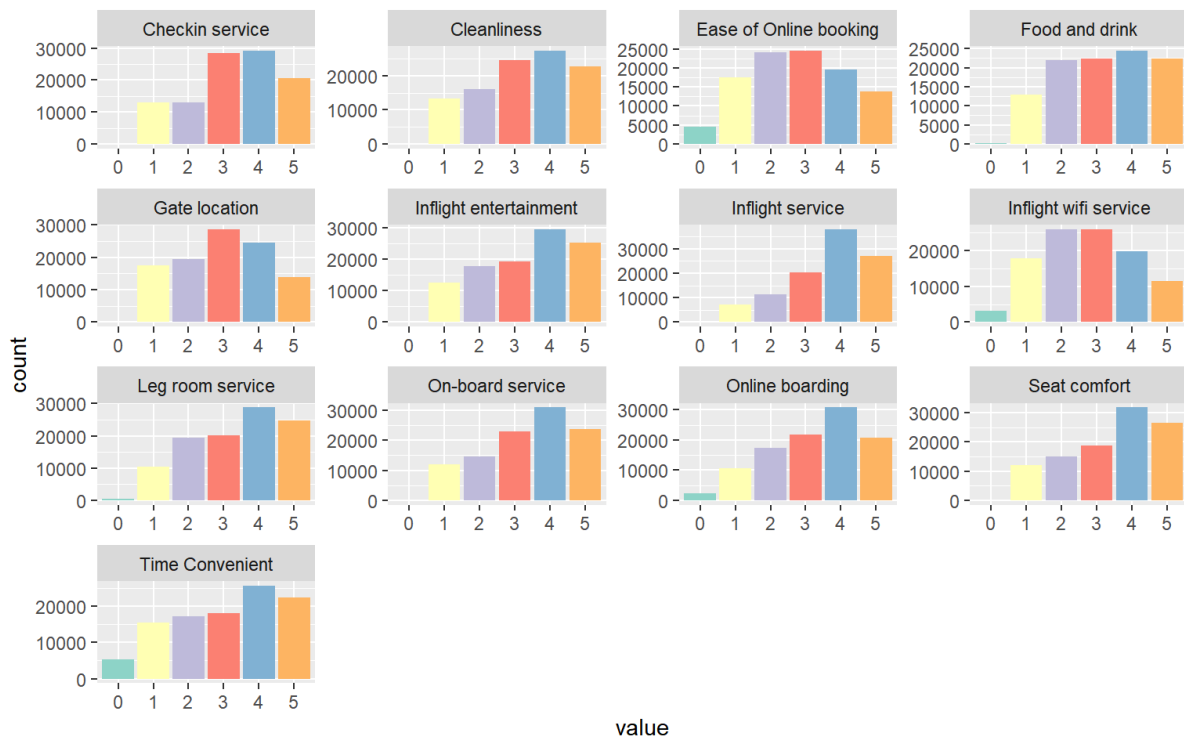 Checkin service
Cleanliness
Ease of Online booking
Food and drink
30000
20000
10000
0
0 1 2 3 4 5
20000
10000
0
0 1 2 3 4 5
25000
20000
15000
10000
5000
0
0 1 2 3 4 5
25000
20000
15000
10000
5000
0
0 1 2 3 4 5
Gate location
Inflight entertainment
Inflight service
Inflight wifi service
30000
20000
10000
0
0 1 2 3 4 5
30000
20000
10000
0
0 1 2 3 4 5
30000
20000
10000
0
0 1 2 3 4 5
20000
10000
0
0 1 2 3 4 5
count
Leg room service
On-board service
Online boarding
Seat comfort
30000
20000
10000
0
0 1 2 3 4 5
30000
20000
10000
0
0 1 2 3 4 5
30000
20000
10000
0
0 1 2 3 4 5
30000
20000
10000
0
0 1 2 3 4 5
Time Convenient
20000
10000
0
0 1 2 3 4 5
value